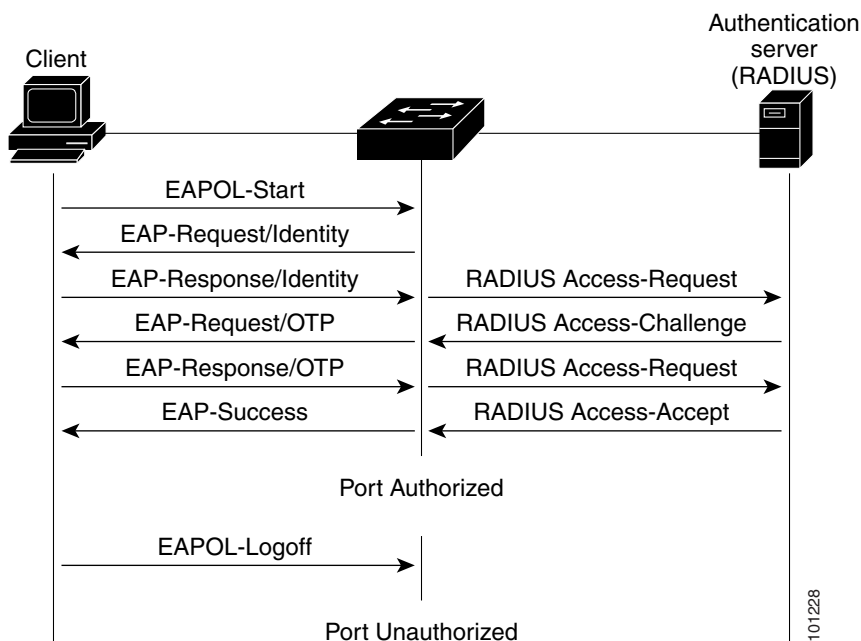 Authentication
server
(RADIUS)
Client
EAPOL-Start
EAP-Request/Identity
EAP-Response/Identity
RADIUS Access-Request
EAP-Request/OTP
RADIUS Access-Challenge
EAP-Response/OTP
RADIUS Access-Request
EAP-Success
RADIUS Access-Accept
Port Authorized
EAPOL-Logoff
Port Unauthorized
101228